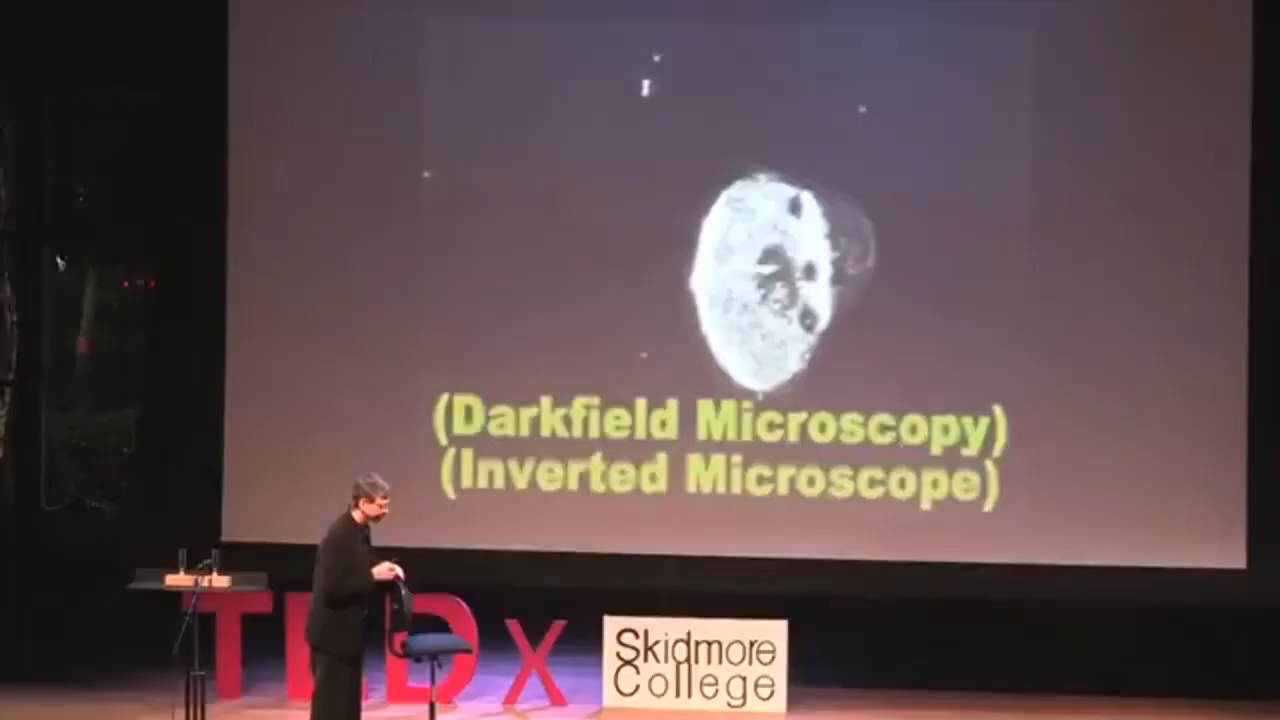 (Darkfield Microscopy)
(Inverted Microscope)
TEDx
Skidmore
College